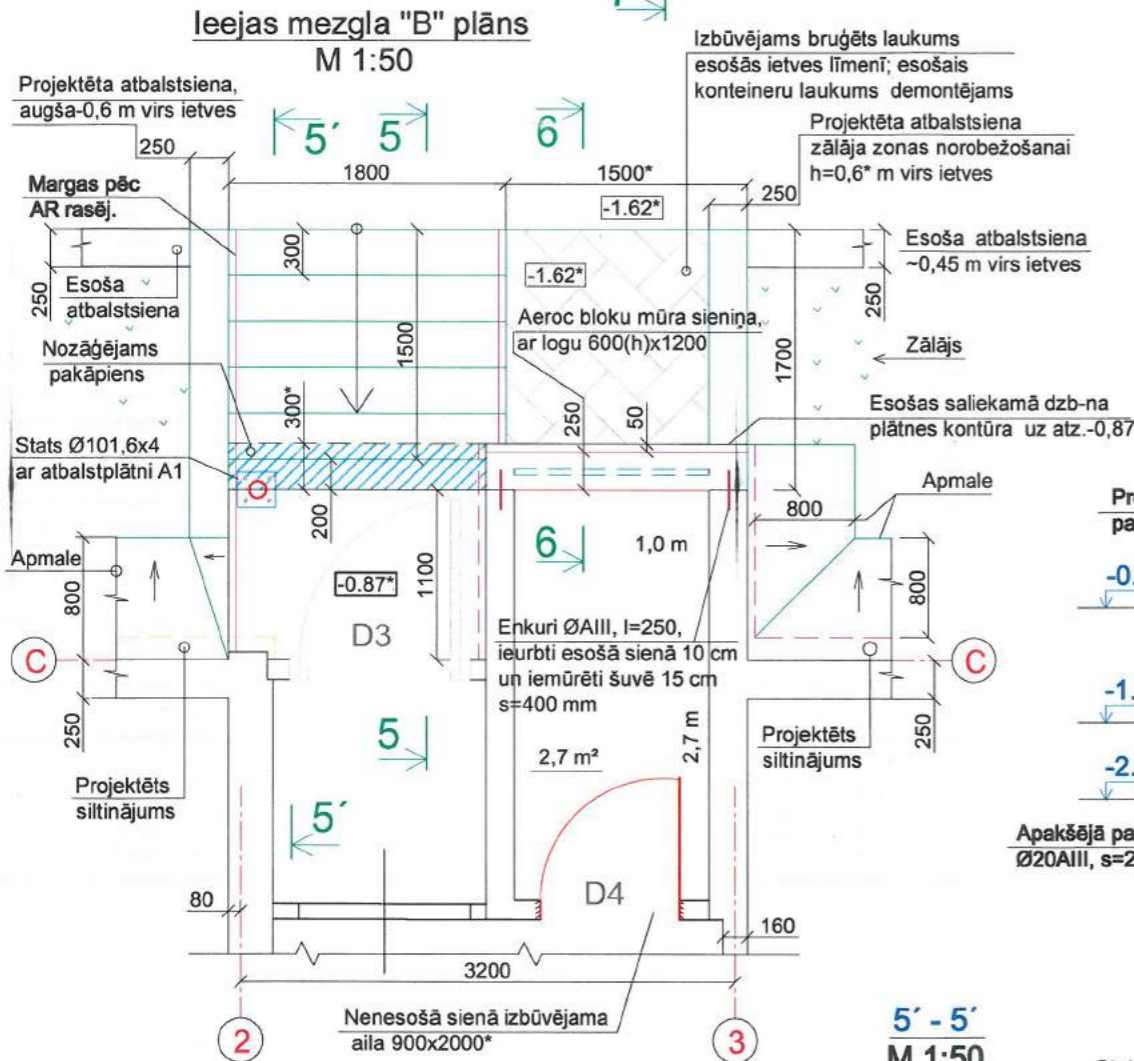 Ieejas mezgla "B" plāns
M 1:50
Projektēta atbalstsiena,
augša-0,6 m virs ietves
Izbūvējams bruģēts laukums
esošās ietves līmenī; esošais
konteineru laukums demontējams
Projektēta atbalstsiena
zālāja zonas norobežošanai
h=0,6* m virs ietves
5´
5
6
250
1800
1500*
250
Margas pēc
AR rasēj.
-1.62*
Esoša atbalstsiena
~0,45 m virs ietves
300
-1.62*
250
Esoša
atbalstsiena
250
Aeroc bloku mūra sieniņa,
ar logu 600(h)x1200
Zālājs
Nozāģējams
pakāpiens
1500
1700
300*
250
50
Esošas saliekamā dzb-na
plātnes kontūra uz atz.-0,87
Stats Ø101,6x4
ar atbalstplātni A1
Apmale
200
800
6
1,0 m
Apmale
800
-0.87*
1100
800
D3
Enkuri ØAIII, l=250,
ieurbti esošā sienā 10 cm
un iemūrēti šuvē 15 cm
s=400 mm
C
C
250
5
2,7 m²
2,7 m
Projektēts
siltinājums
250
Projektēts
siltinājums
5´
80
D4
160
3200
Nenesošā sienā izbūvējama
aila 900x2000*
2
3
5´ - 5´
M 1:50
-0.
-1.
-2.
Apakšējā pa
Ø20AIII, s=2